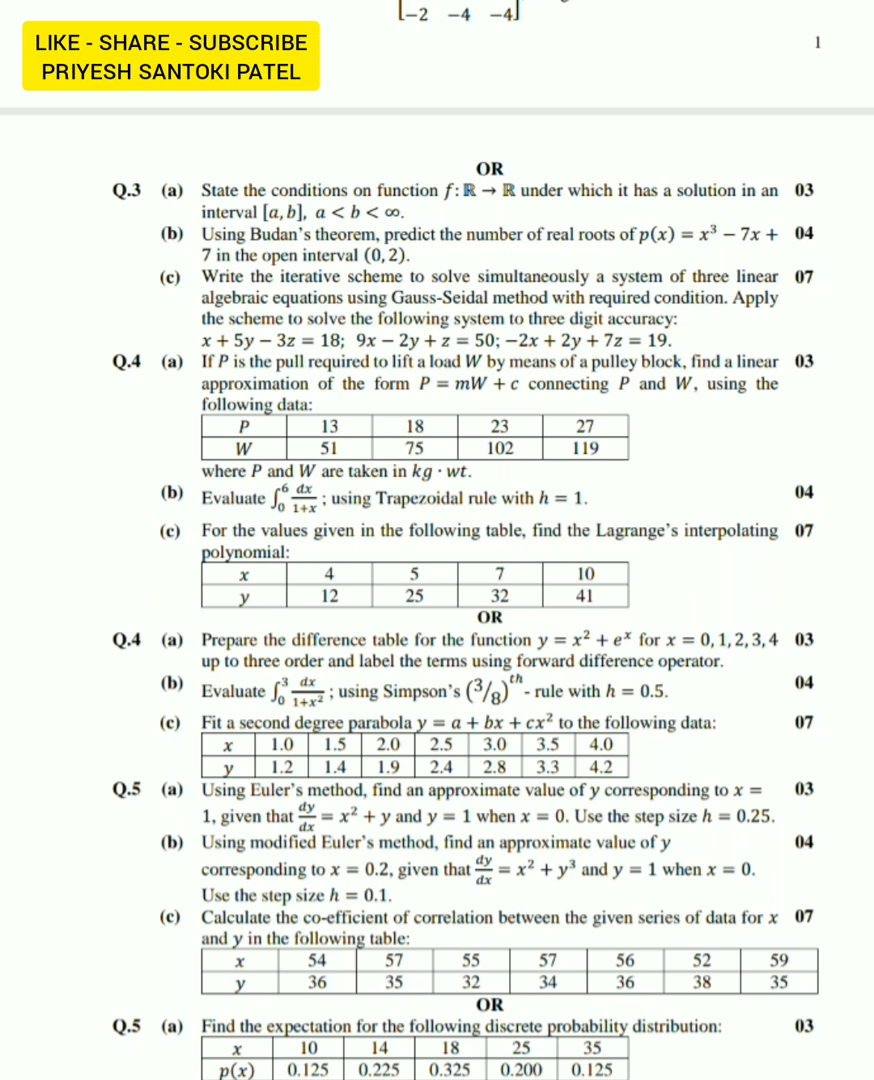 [-2 -4 -4]
LIKE - SHARE - SUBSCRIBE
PRIYESH SANTOKI PATEL
1
OR
Q.3 (a) State the conditions on function f: ℝ → ℝ under which it has a solution in an 03
interval [a, b], a < b < ∞.
(b) Using Budan's theorem, predict the number of real roots of p(x) = x³ − 7x + 04
7 in the open interval (0, 2).
(c) Write the iterative scheme to solve simultaneously a system of three linear 07
algebraic equations using Gauss-Seidal method with required condition. Apply
the scheme to solve the following system to three digit accuracy:
x + 5y − 3z = 18; 9x − 2y + z = 50; −2x + 2y + 7z = 19.
Q.4 (a) If P is the pull required to lift a load W by means of a pulley block, find a linear 03
approximation of the form P = mW + c connecting P and W, using the
following data:
P 13 18 23 27
W 51 75 102 119
where P and W are taken in kg · wt.
(b) Evaluate ∫₀⁶ dx/(1+x) ; using Trapezoidal rule with h = 1. 04
(c) For the values given in the following table, find the Lagrange's interpolating 07
polynomial:
x 4 5 7 10
y 12 25 32 41
OR
Q.4 (a) Prepare the difference table for the function y = x² + eˣ for x = 0, 1, 2, 3, 4 03
up to three order and label the terms using forward difference operator.
(b) Evaluate ∫₀³ dx/(1+x²) ; using Simpson's (3/8)ᵗʰ - rule with h = 0.5. 04
(c) Fit a second degree parabola y = a + bx + cx² to the following data: 07
x 1.0 1.5 2.0 2.5 3.0 3.5 4.0
y 1.2 1.4 1.9 2.4 2.8 3.3 4.2
Q.5 (a) Using Euler's method, find an approximate value of y corresponding to x = 03
1, given that dy/dx = x² + y and y = 1 when x = 0. Use the step size h = 0.25.
(b) Using modified Euler's method, find an approximate value of y 04
corresponding to x = 0.2, given that dy/dx = x² + y³ and y = 1 when x = 0.
Use the step size h = 0.1.
(c) Calculate the co-efficient of correlation between the given series of data for x 07
and y in the following table:
x 54 57 55 57 56 52 59
y 36 35 32 34 36 38 35
OR
Q.5 (a) Find the expectation for the following discrete probability distribution: 03
x 10 14 18 25 35
p(x) 0.125 0.225 0.325 0.200 0.125